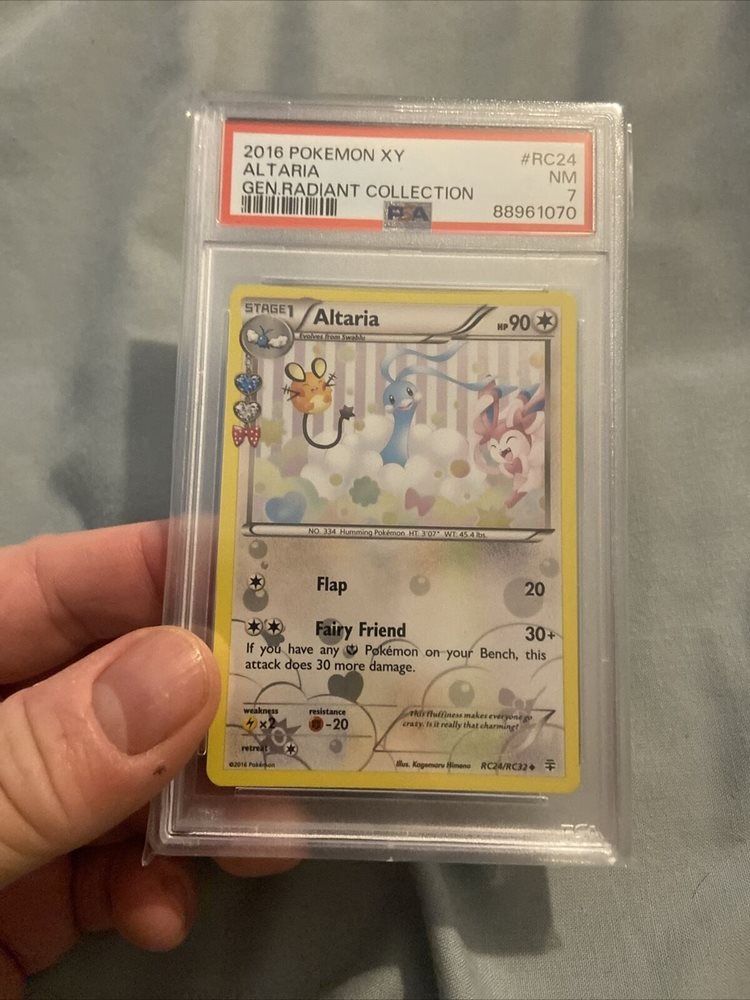 2016 POKEMON XY #RC24
ALTARIA NM
GEN.RADIANT COLLECTION 7
PSA 88961070
STAGE1 Altaria HP 90
Evolves from Swablu
NO. 334 Humming Pokémon HT: 3'07" WT: 45.4 lbs.
Flap 20
Fairy Friend 30+
If you have any Pokémon on your Bench, this
attack does 30 more damage.
weakness resistance
×2 -20
This fluffiness makes everyone go
crazy. Is it really that charming?
retreat
©2016 Pokémon Illus. Kagemaru Himeno RC24/RC32